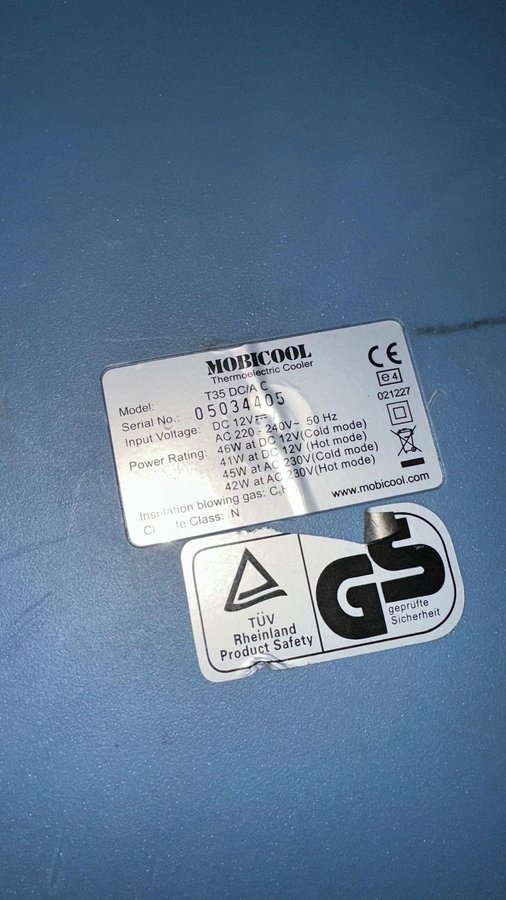 MOBICOOL
Thermoelectric Cooler
Model: T35 DC/AC
Serial No.: 05034405
Input Voltage: DC 12V⎓
AC 220 - 240V~ 50 Hz
Power Rating: 46W at DC 12V(Cold mode)
41W at DC 12V (Hot mode)
45W at AC 230V(Cold mode)
42W at AC 230V(Hot mode)
Insulation blowing gas:
Class: N
CE
4
021227
www.mobicool.com
TÜV
Rheinland
Product Safety
GS
geprüfte
Sicherheit